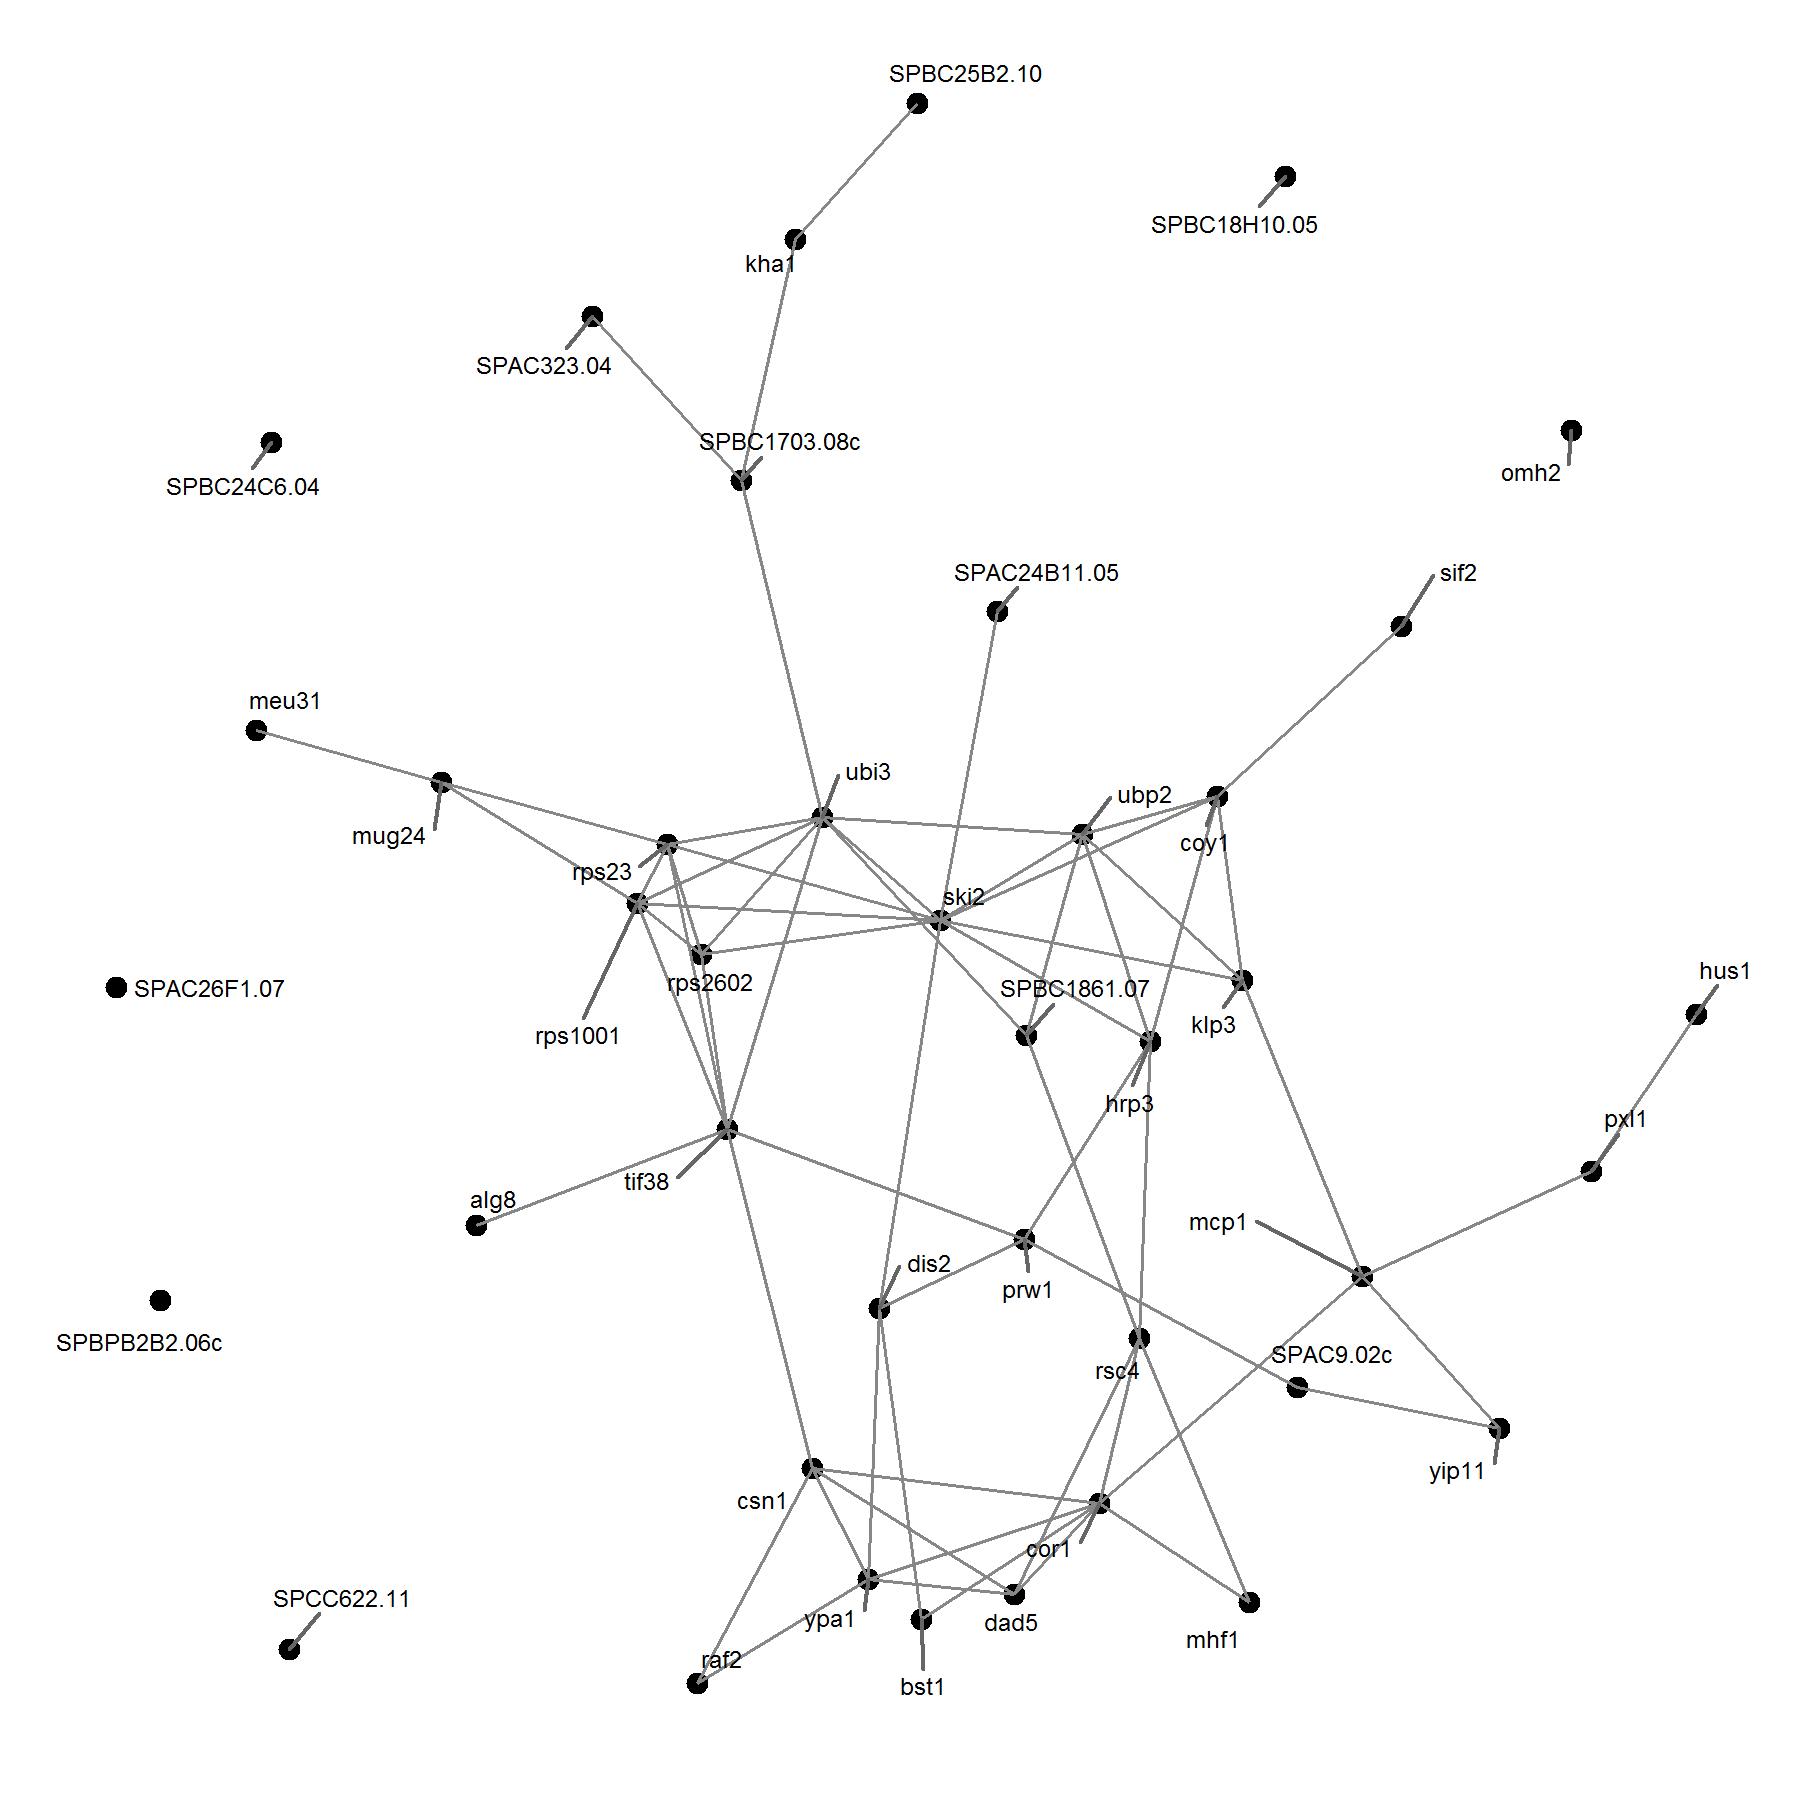 SPBC25B2.10
SPBC18H10.05
kha1
SPAC323.04
SPBC1703.08c
omh2
SPBC24C6.04
SPAC24B11.05
sif2
meu31
ubi3
ubp2
mug24
coy1
rps23
ski2
hus1
rps2602
SPBC1861.07
SPAC26F1.07
klp3
rps1001
hrp3
pxl1
tif38
alg8
mcp1
dis2
prw1
SPBPB2B2.06c
SPAC9.02c
rsc4
yip11
csn1
cor1
SPCC622.11
ypa1
dad5
mhf1
raf2
bst1